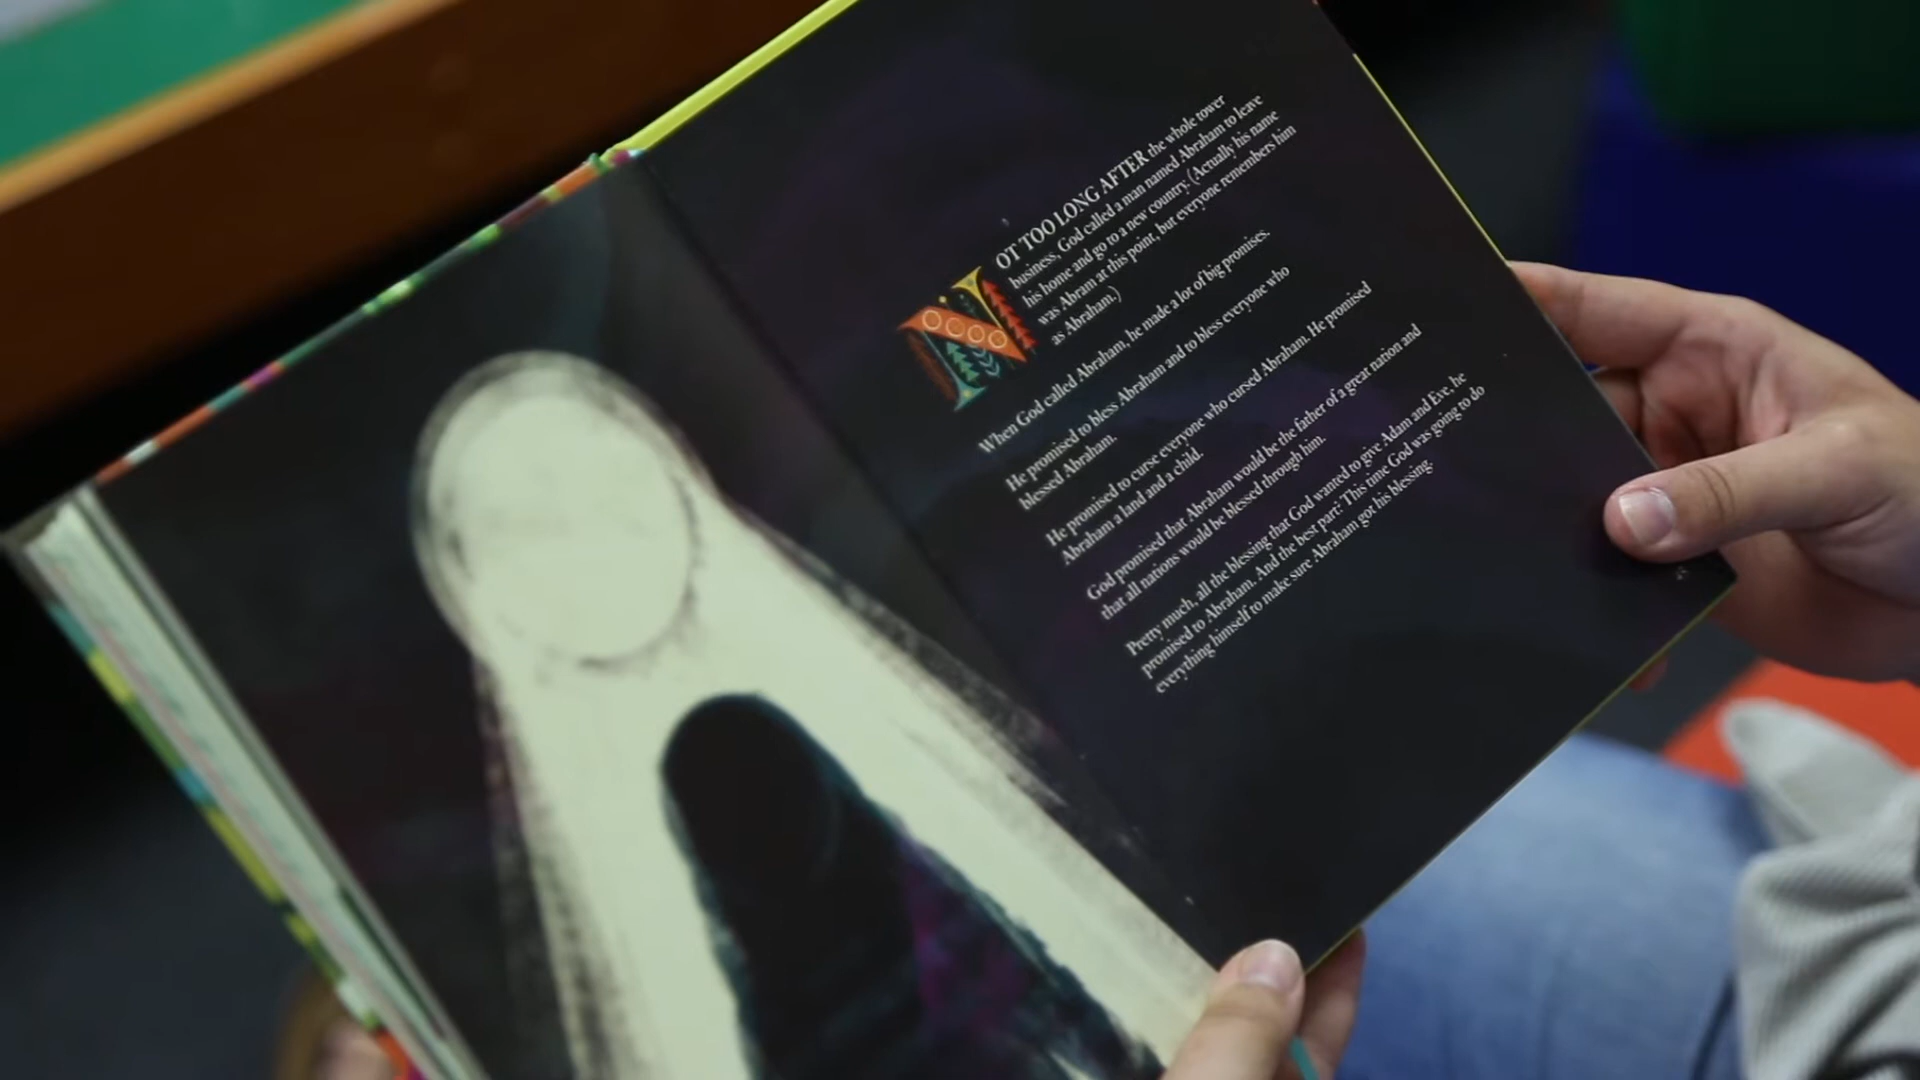 NOT TOO LONG AFTER the whole tower
business, God called a man named Abraham to leave
his home and go to a new country. (Actually his name
was Abram at this point, but everyone remembers him
as Abraham.)
When God called Abraham, he made a lot of big promises.
He promised to bless Abraham and to bless everyone who
blessed Abraham.
He promised to curse everyone who cursed Abraham. He promised
Abraham a land and a child.
God promised that Abraham would be the father of a great nation and
that all nations would be blessed through him.
Pretty much, all the blessing that God wanted to give Adam and Eve, he
promised to Abraham. And the best part? This time God was going to do
everything himself to make sure Abraham got his blessing.